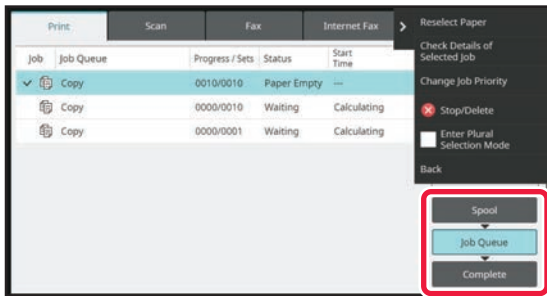 Print
Scan
Fax
Internet Fax
Job
Job Queue
Progress / Sets
Status
Start
Time
Copy
0010/0010
Paper Empty
---
Copy
0000/0010
Waiting
Calculating
Copy
0000/0001
Waiting
Calculating
Reselect Paper
Check Details of
Selected Job
Change Job Priority
Stop/Delete
Enter Plural
Selection Mode
Back
Spool
Job Queue
Complete